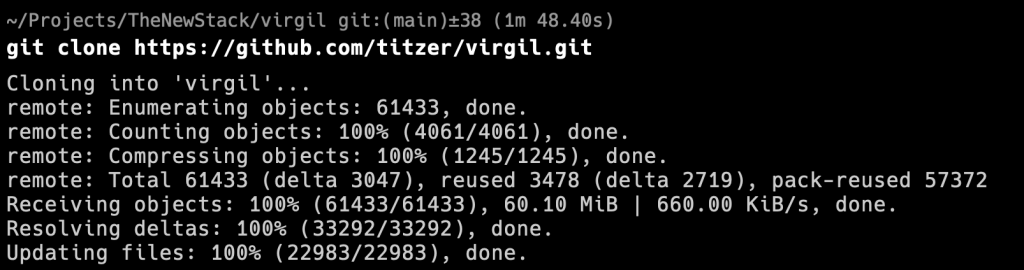 ~/Projects/TheNewStack/virgil git:(main)±38 (1m 48.40s)
git clone https://github.com/titzer/virgil.git
Cloning into 'virgil'...
remote: Enumerating objects: 61433, done.
remote: Counting objects: 100% (4061/4061), done.
remote: Compressing objects: 100% (1245/1245), done.
remote: Total 61433 (delta 3047), reused 3478 (delta 2719), pack-reused 57372
Receiving objects: 100% (61433/61433), 60.10 MiB | 660.00 KiB/s, done.
Resolving deltas: 100% (33292/33292), done.
Updating files: 100% (22983/22983), done.